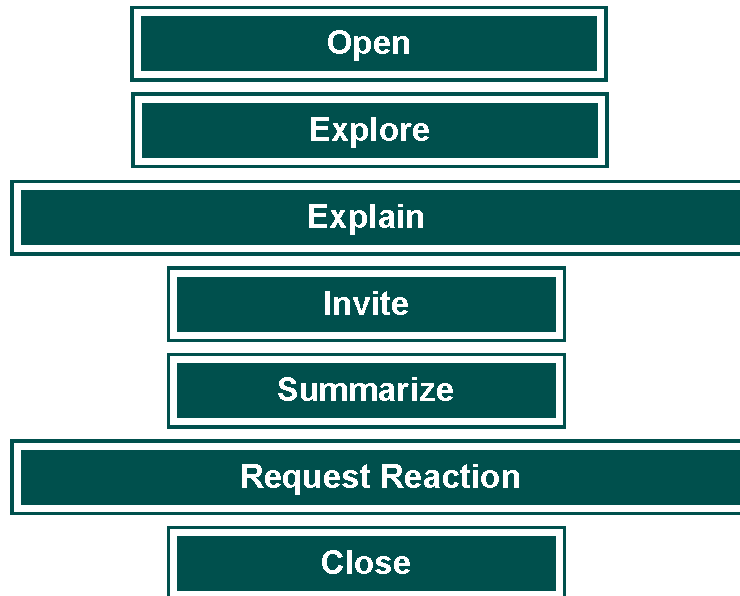 Open
Explore
Explain
Invite
Summarize
Request Reaction
Close